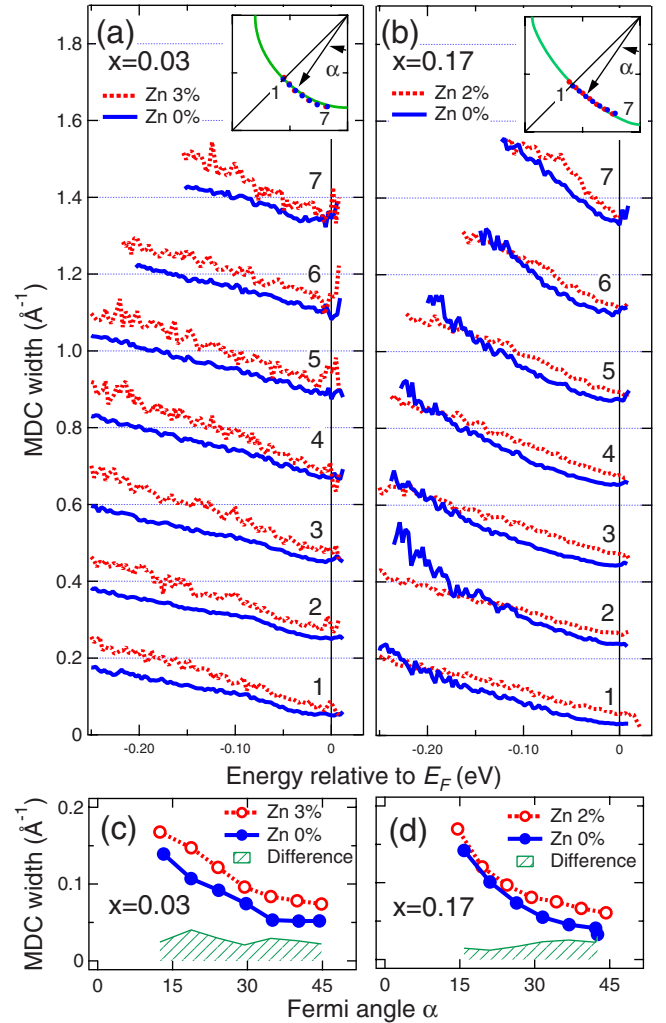 (a)
x=0.03
Zn 3%
Zn 0%
α
1
7
(b)
x=0.17
Zn 2%
Zn 0%
α
1
7
MDC width (Å⁻¹)
1.8
1.6
1.4
1.2
1.0
0.8
0.6
0.4
0.2
0
7
6
5
4
3
2
1
7
6
5
4
3
2
1
-0.20
-0.10
0
-0.20
-0.10
0
Energy relative to E_F (eV)
(c)
Zn 3%
Zn 0%
Difference
x=0.03
(d)
Zn 2%
Zn 0%
Difference
x=0.17
MDC width (Å⁻¹)
0.2
0.1
0
0
15
30
45
0
15
30
45
Fermi angle α